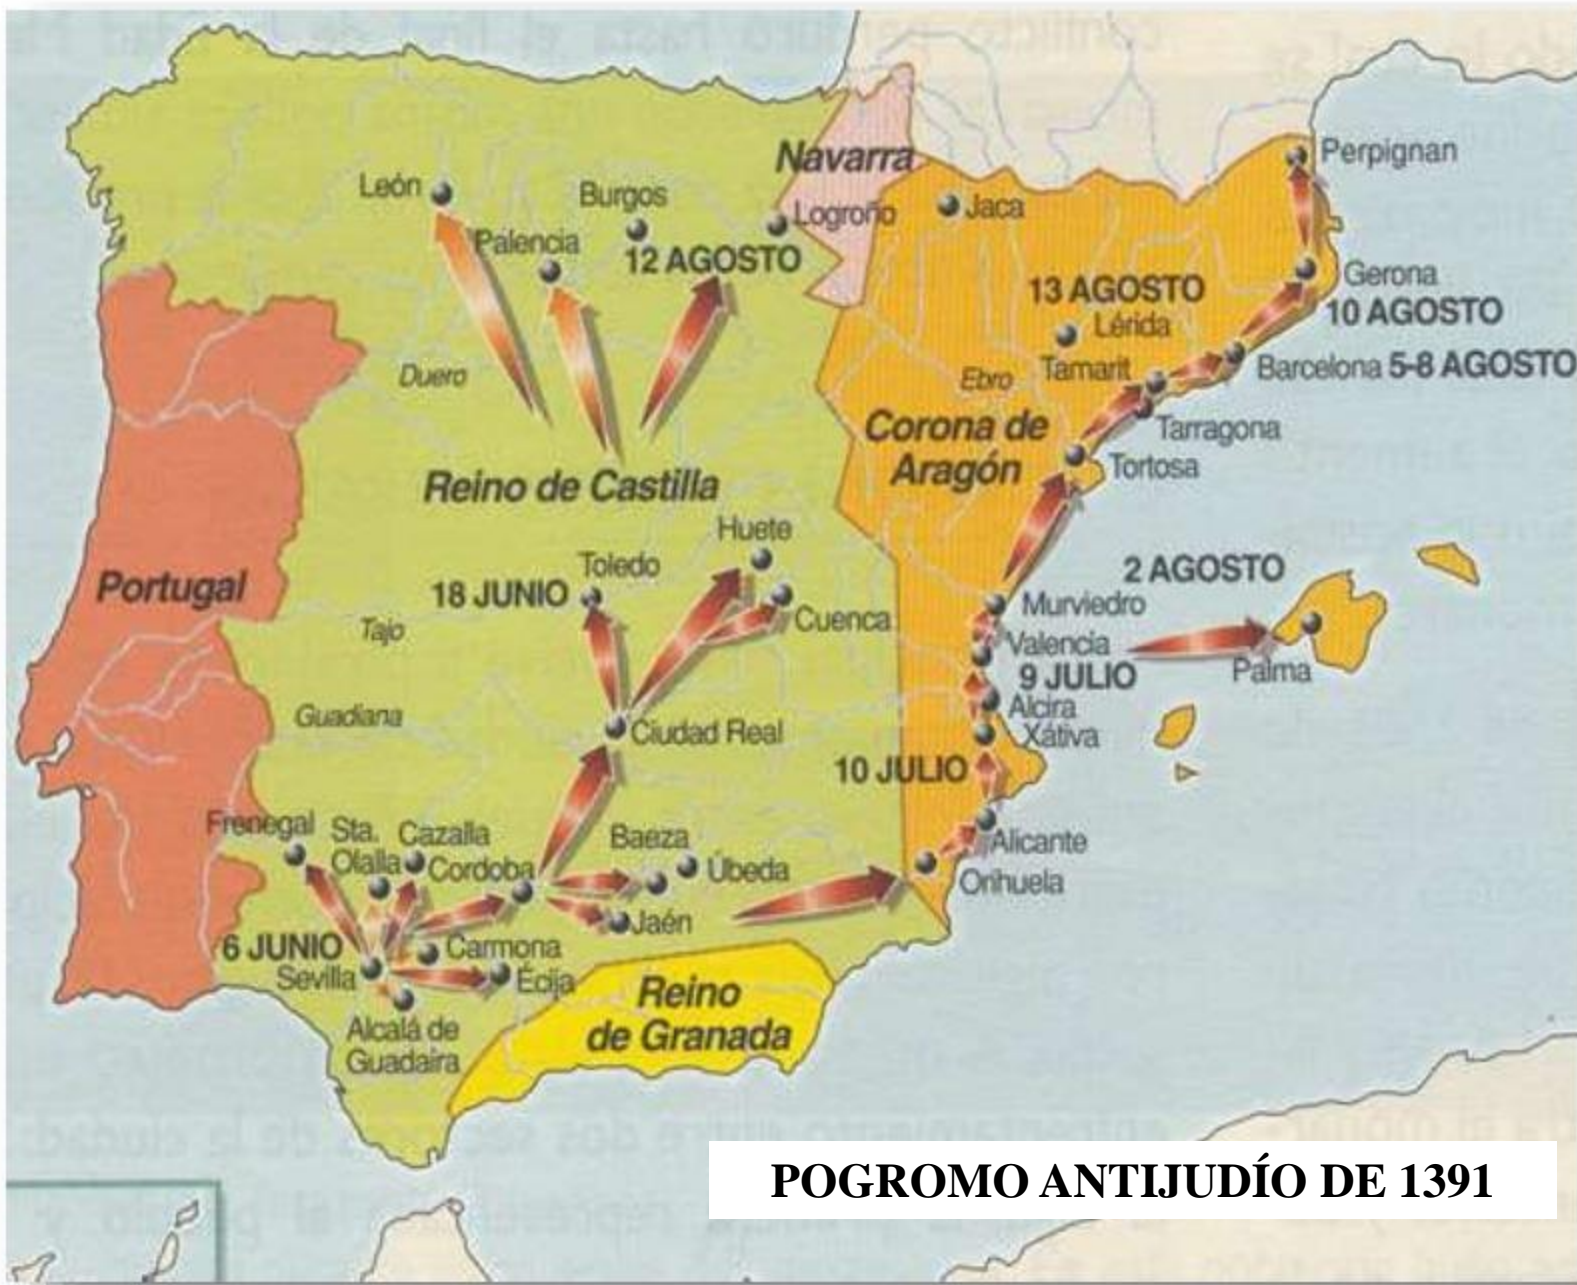 Navarra
Perpignan
León
Burgos
Logroño
Jaca
Palencia
12 AGOSTO
13 AGOSTO
Gerona
10 AGOSTO
Lérida
Duero
Ebro
Tamarit
Barcelona 5-8 AGOSTO
Corona de
Aragón
Tarragona
Tortosa
Reino de Castilla
Huete
Toledo
2 AGOSTO
Portugal
18 JUNIO
Murviedro
Cuenca
Tajo
Valencia
Palma
9 JULIO
Alcira
Guadiana
Ciudad Real
Xátiva
10 JULIO
Frenegal
Sta.
Olalla
Cazalla
Baeza
Alicante
Cordoba
Úbeda
Orihuela
Jaén
6 JUNIO
Carmona
Sevilla
Écija
Reino
de Granada
Alcalá de
Guadaira
POGROMO ANTIJUDÍO DE 1391